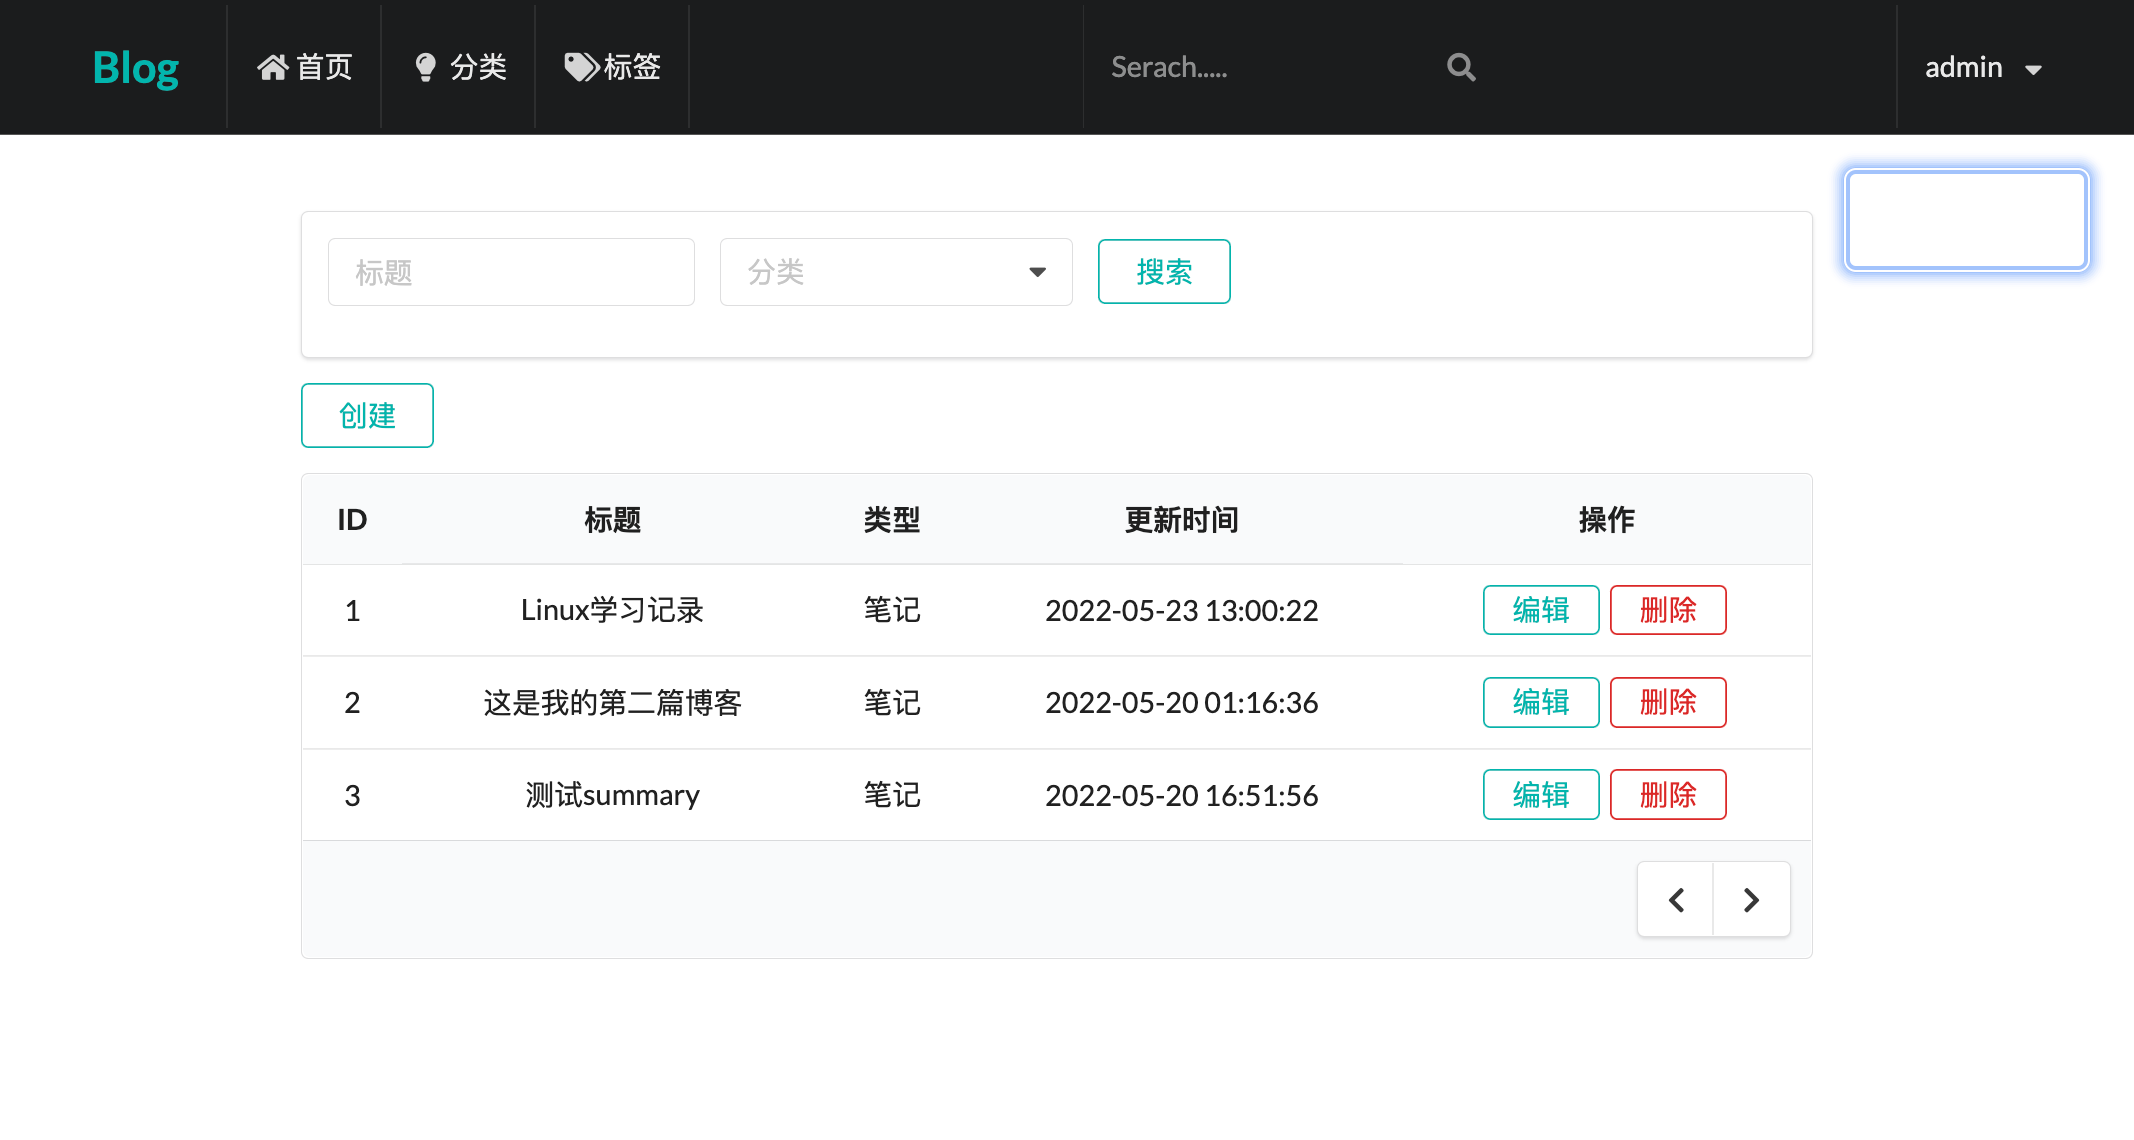 Blog 首页 分类 标签 Serach..... admin
标题 分类 搜索
创建
ID 标题 类型 更新时间 操作
1 Linux学习记录 笔记 2022-05-23 13:00:22 编辑 删除
2 这是我的第二篇博客 笔记 2022-05-20 01:16:36 编辑 删除
3 测试summary 笔记 2022-05-20 16:51:56 编辑 删除